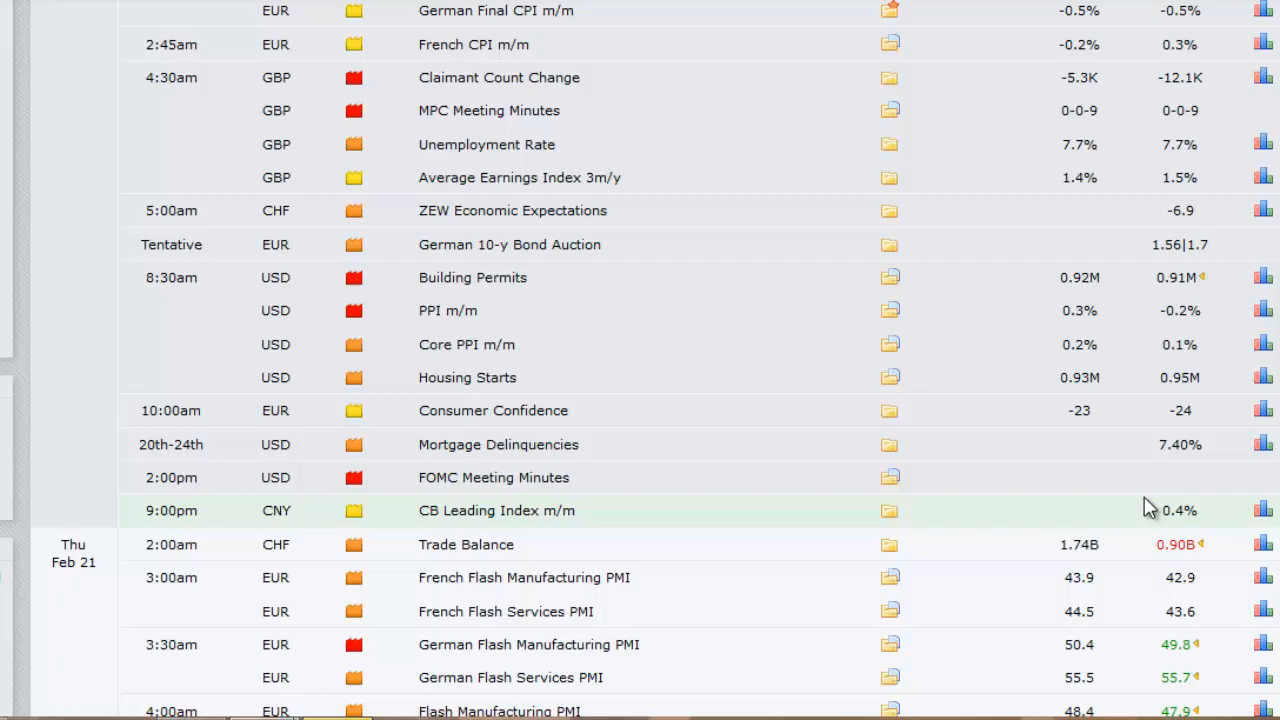 EUR German Final CPI m/m -0.5% -0.5%
2:45am EUR French CPI m/m -0.2% 0.3%
4:30am GBP Claimant Count Change -5.3K -12.1K
GBP MPC Meeting Minutes 0-0-9 0-0-9
GBP Unemployment Rate 7.7% 7.7%
GBP Average Earnings Index 3m/y 1.4% 1.5%
5:00am CHF ZEW Economic Expectations -6.9
Tentative EUR German 10-y Bond Auction 1.56|1.7
8:30am USD Building Permits 0.92M 0.91M
USD PPI m/m 0.3% -0.2%
USD Core PPI m/m 0.2% 0.1%
USD Housing Starts 0.93M 0.95M
10:00am EUR Consumer Confidence -23 -24
20th-24th USD Mortgage Delinquencies 7.40%
2:00pm USD FOMC Meeting Minutes
9:00pm CNY CB Leading Index m/m 0.4%
Thu 2:00am CHF Trade Balance 1.74B 0.90B
Feb 21
3:00am EUR French Flash Manufacturing PMI 43.9 42.9
EUR French Flash Services PMI 44.5 43.6
3:30am EUR German Flash Manufacturing PMI 50.4 49.8
EUR German Flash Services PMI 55.5 55.7
4:00am EUR Flash Manufacturing PMI 48.4 47.9